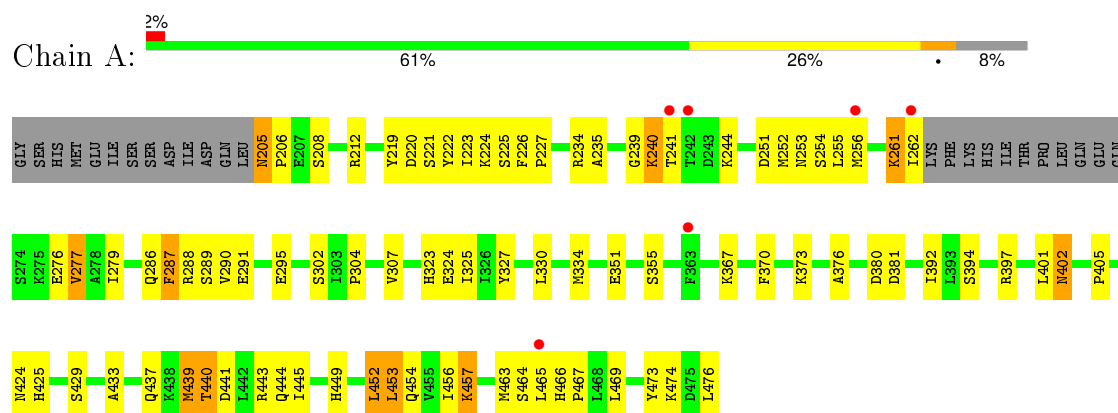 2%
Chain A:
61% 26% • 8%
GLY SER HIS MET GLU ILE SER SER ASP ILE ASP GLN LEU N205 P206 E207 S208 R212 Y219 D220 S221 Y222 I223 K224 S225 F226 P227 R234 A235 G239 K240 T241 T242 D243 K244 D251 M252 N253 S254 L255 M256 K261 I262 LYS PHE LYS HIS ILE THR PRO LEU GLN GLU GLN
S274 K275 E276 V277 A278 I279 Q286 F287 R288 S289 V290 E291 E295 S302 I303 P304 V307 H323 E324 I325 I326 Y327 L330 M334 E351 S355 F363 K367 F370 K373 A376 D380 D381 I392 L393 S394 R397 L401 N402 P405
N424 H425 S429 A433 Q437 K438 M439 T440 D441 L442 R443 Q444 I445 H449 L452 L453 Q454 V455 I456 K457 M463 S464 L465 H466 P467 L468 L469 Y473 K474 D475 L476